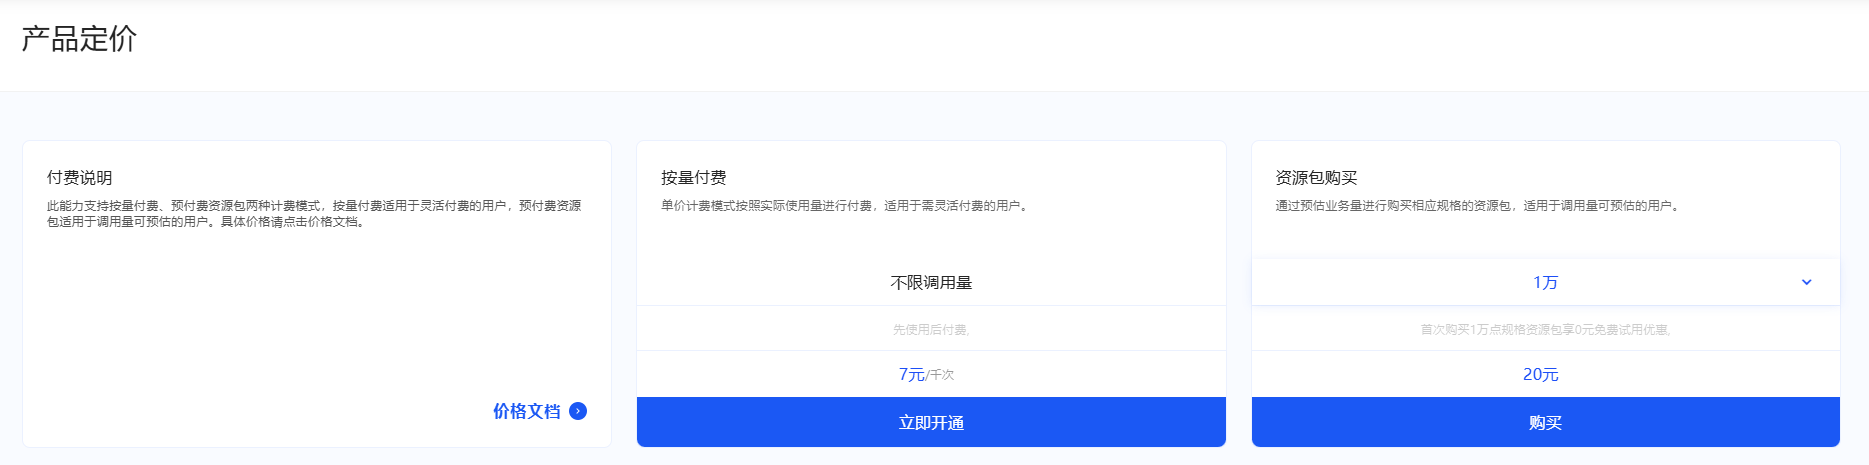 产品定价
付费说明
此能力支持按量付费、预付费资源包两种计费模式，按量付费适用于灵活付费的用户，预付费资源
包适用于调用量可预估的用户。具体价格请点击价格文档。
价格文档
按量付费
单价计费模式按照实际使用量进行付费，适用于需灵活付费的用户。
不限调用量
先使用后付费,
7元/千次
立即开通
资源包购买
通过预估业务量进行购买相应规格的资源包，适用于调用量可预估的用户。
1万
首次购买1万点规格资源包享0元免费试用优惠,
20元
购买